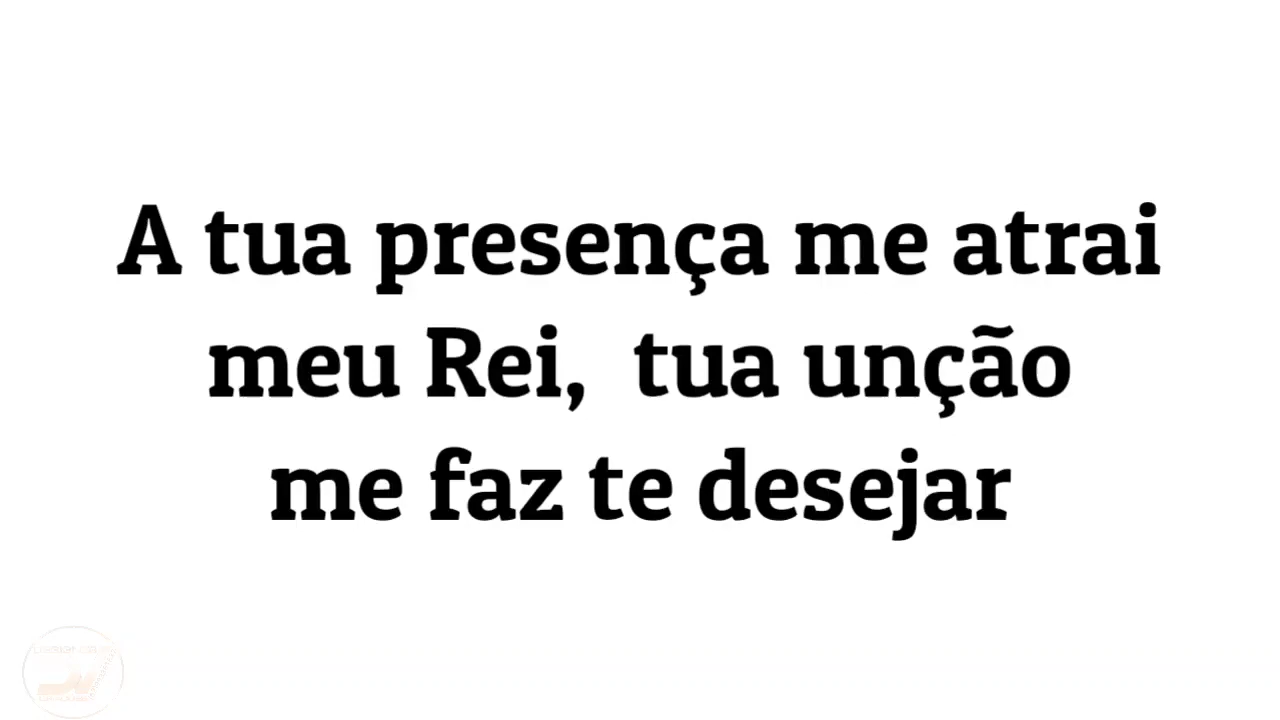 A tua presença me atrai
meu Rei, tua unção
me faz te desejar